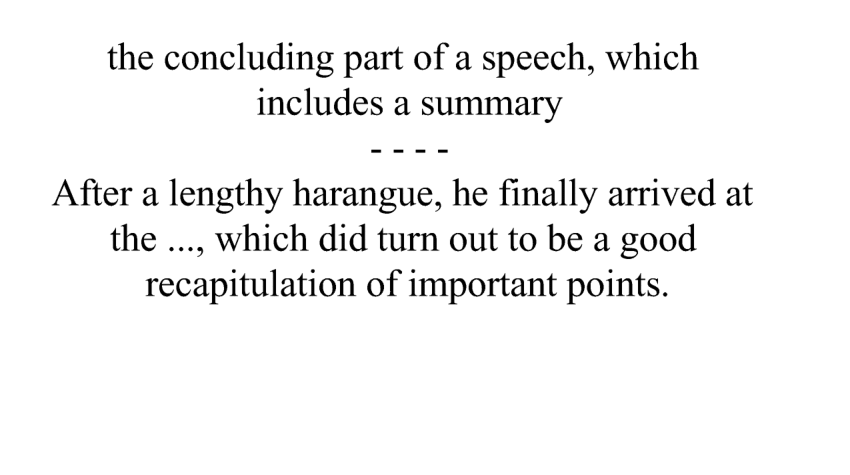 the concluding part of a speech, which
includes a summary
- - - -
After a lengthy harangue, he finally arrived at
the ..., which did turn out to be a good
recapitulation of important points.